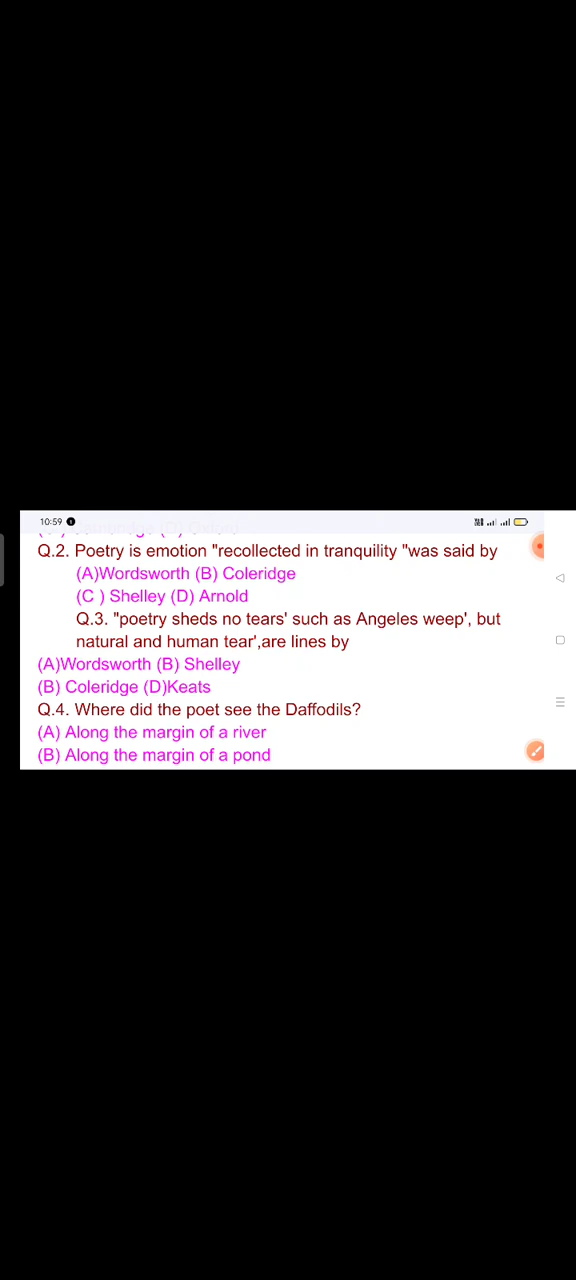 10:59
Q.2. Poetry is emotion "recollected in tranquility "was said by
(A)Wordsworth (B) Coleridge
(C ) Shelley (D) Arnold
Q.3. "poetry sheds no tears' such as Angeles weep', but
natural and human tear',are lines by
(A)Wordsworth (B) Shelley
(B) Coleridge (D)Keats
Q.4. Where did the poet see the Daffodils?
(A) Along the margin of a river
(B) Along the margin of a pond